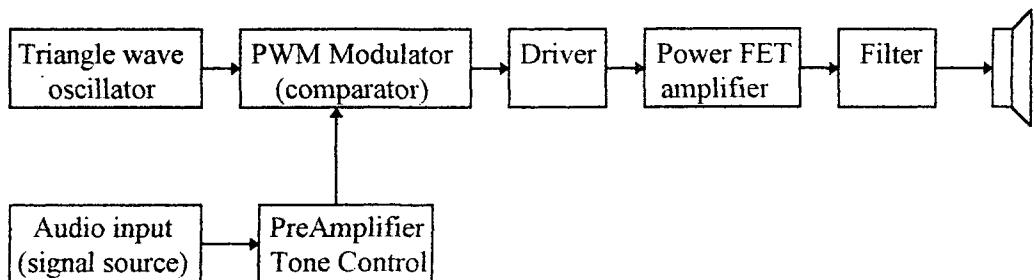 Triangle wave
oscillator
PWM Modulator
(comparator)
Driver
Power FET
amplifier
Filter
Audio input
(signal source)
PreAmplifier
Tone Control